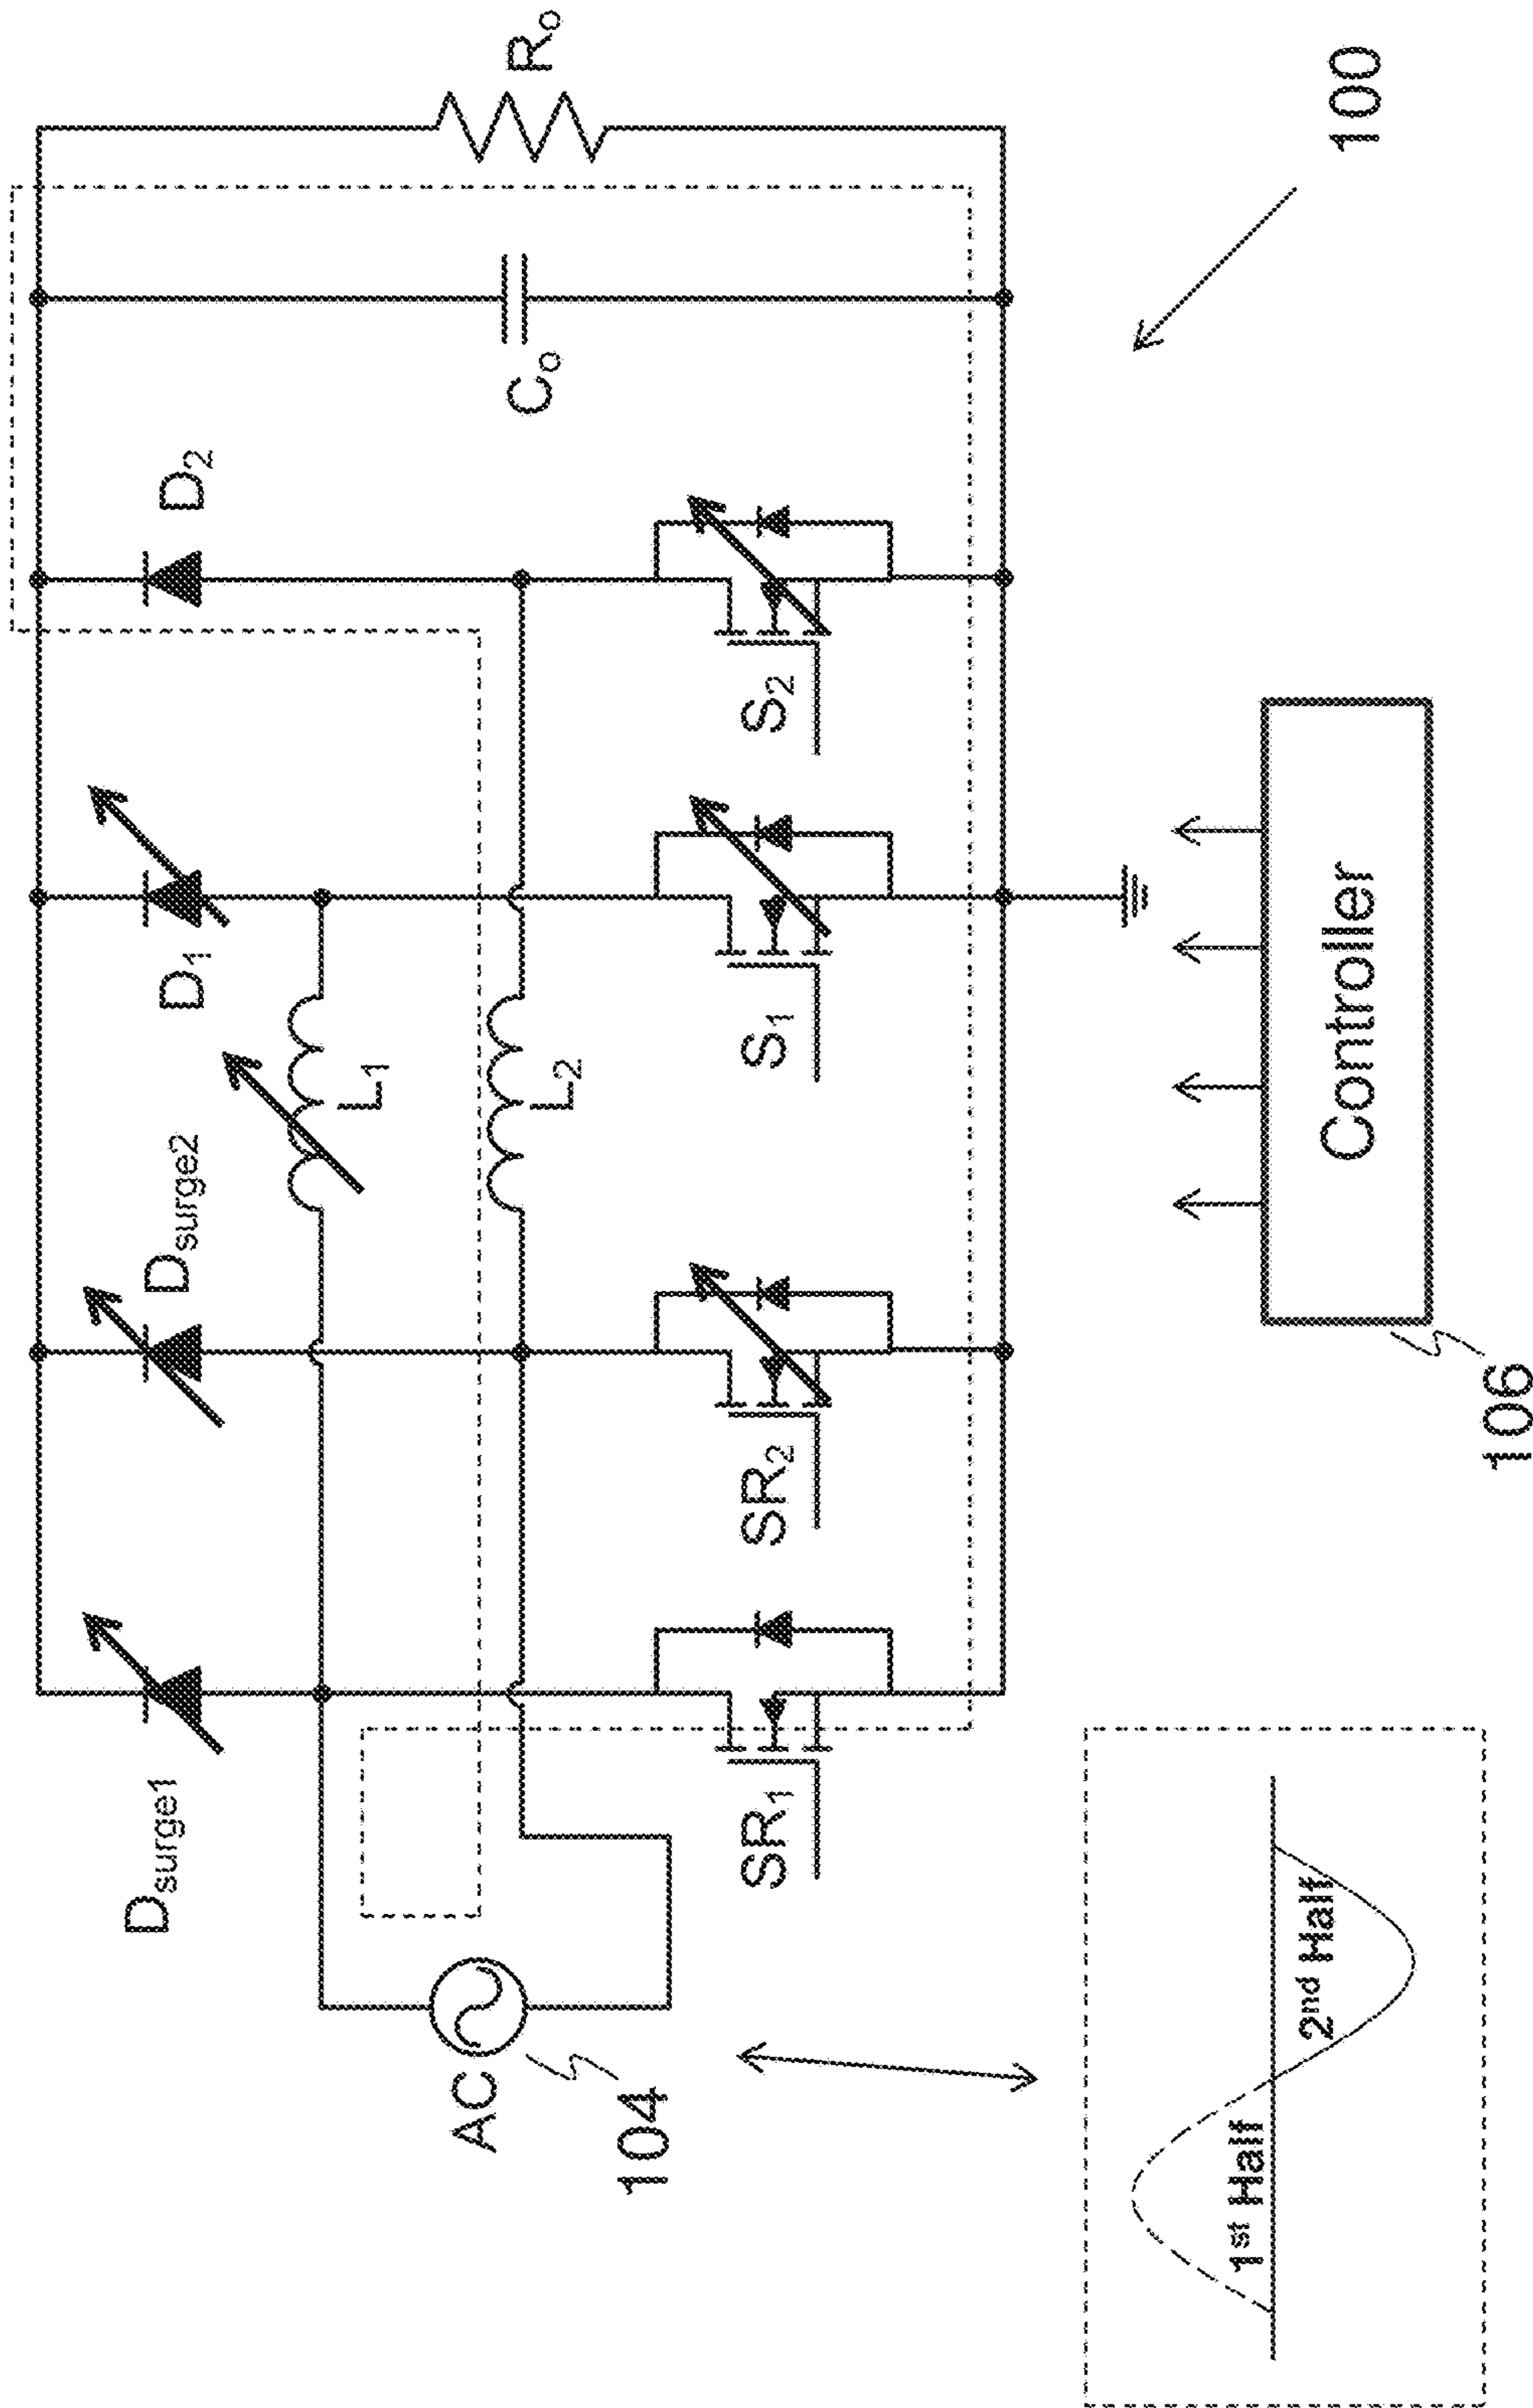 D₁
D₂
Dsurge1
Dsurge2
L₁
L₂
Cₒ
Rₒ
AC
104
SR₁
SR₂
S₁
S₂
1st Half
2nd Half
Controller
106
100